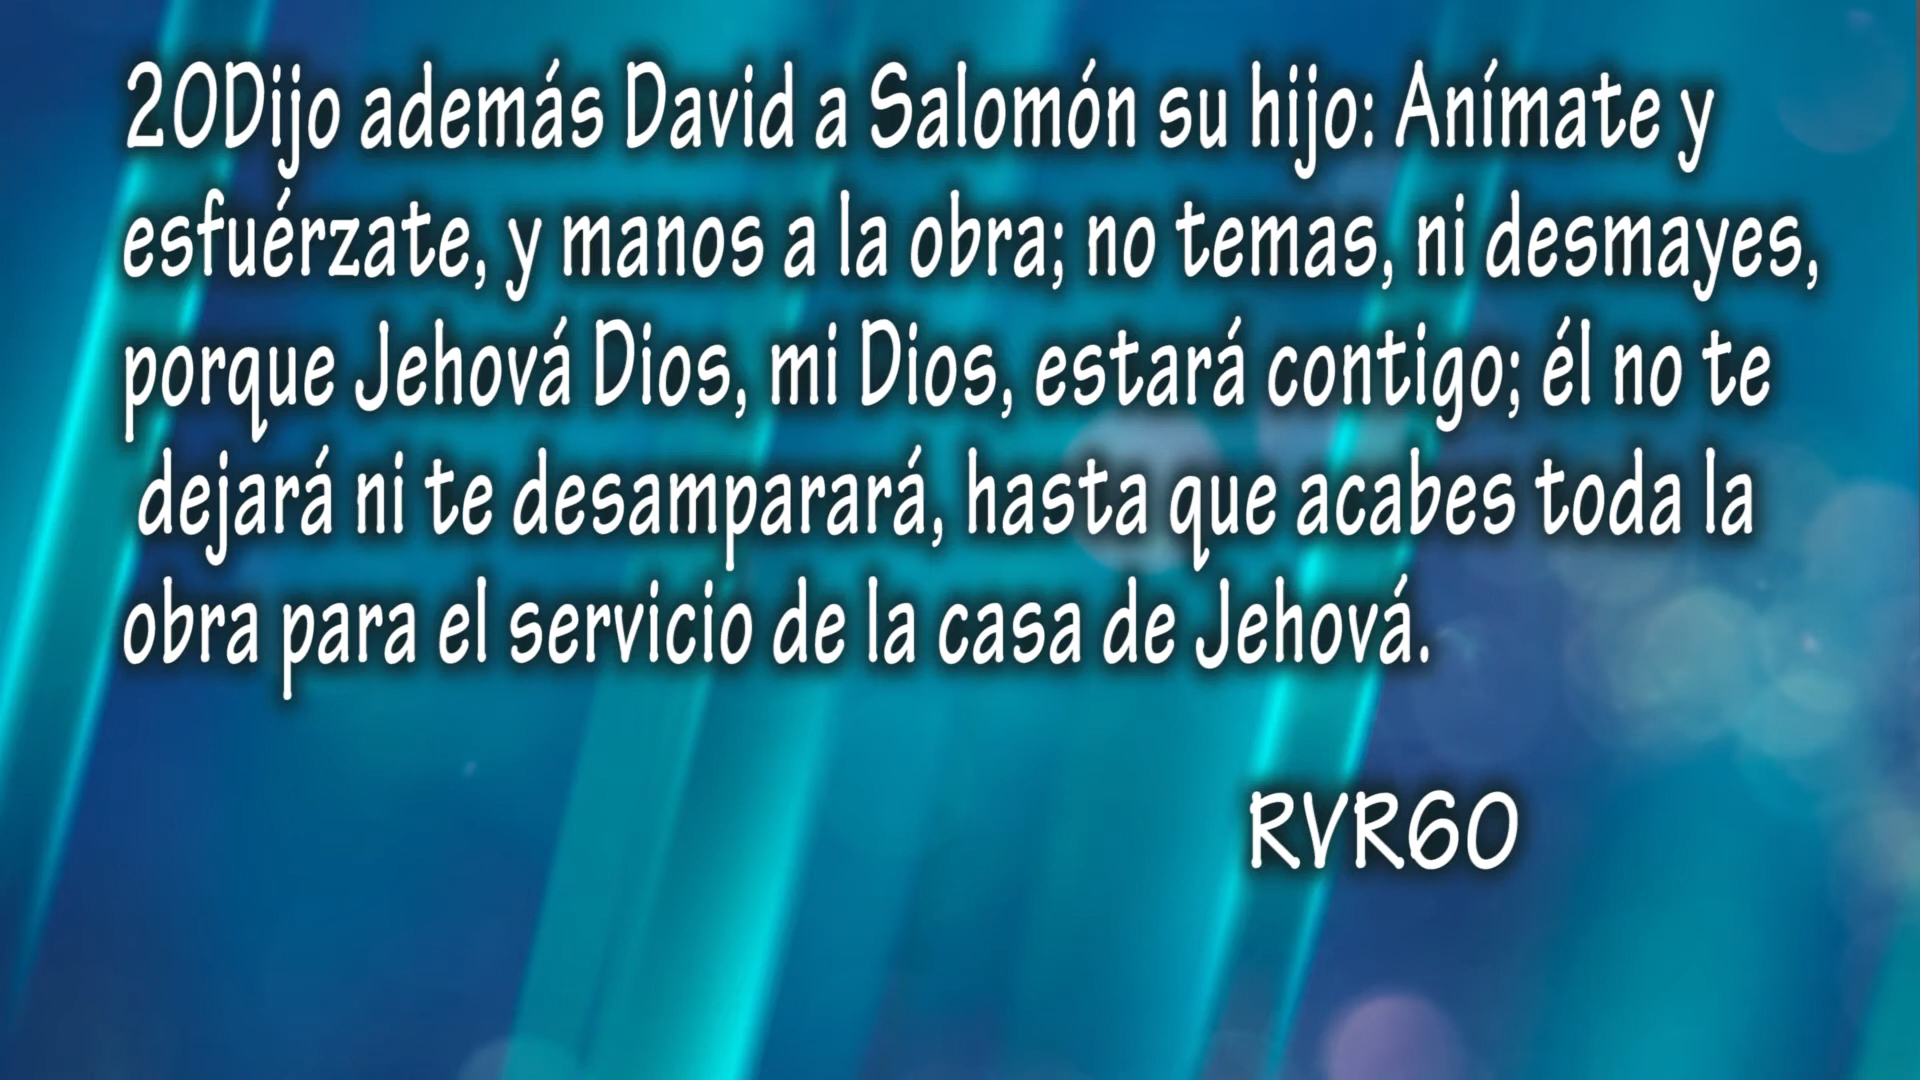 20Dijo además David a Salomón su hijo: Anímate y
esfuérzate, y manos a la obra; no temas, ni desmayes,
porque Jehová Dios, mi Dios, estará contigo; él no te
dejará ni te desamparará, hasta que acabes toda la
obra para el servicio de la casa de Jehová.
RVR60